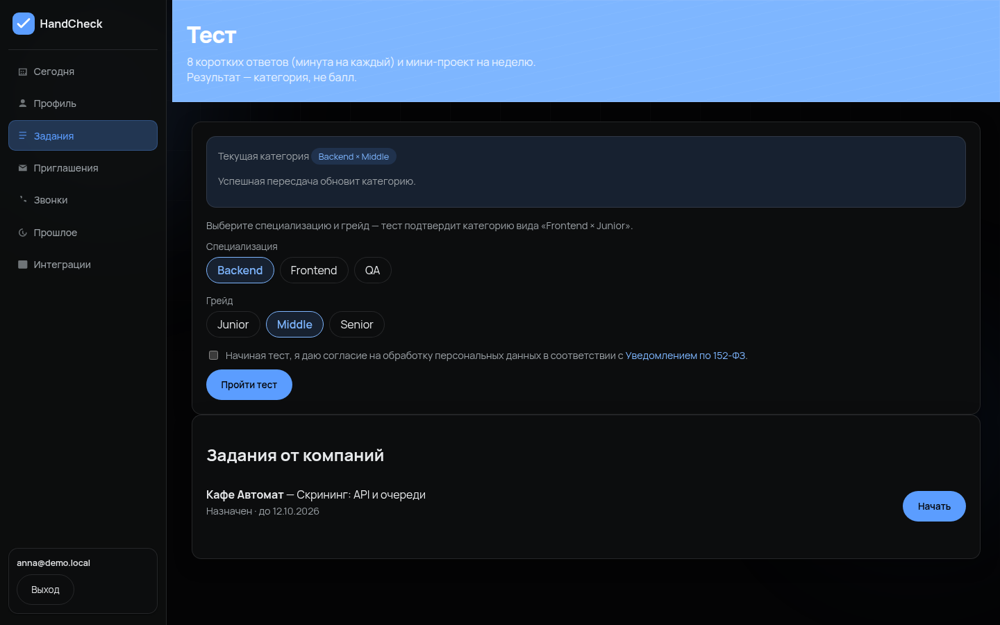 HandCheck
Сегодня
Профиль
Задания
Приглашения
Звонки
Прошлое
Интеграции
anna@demo.local
Выход
Тест
8 коротких ответов (минута на каждый) и мини-проект на неделю.
Результат — категория, не балл.
Текущая категория Backend × Middle
Успешная пересдача обновит категорию.
Выберите специализацию и грейд — тест подтвердит категорию вида «Frontend × Junior».
Специализация
Backend Frontend QA
Грейд
Junior Middle Senior
Начиная тест, я даю согласие на обработку персональных данных в соответствии с Уведомлением по 152-ФЗ.
Пройти тест
Задания от компаний
Кафе Автомат — Скрининг: API и очереди
Назначен · до 12.10.2026
Начать